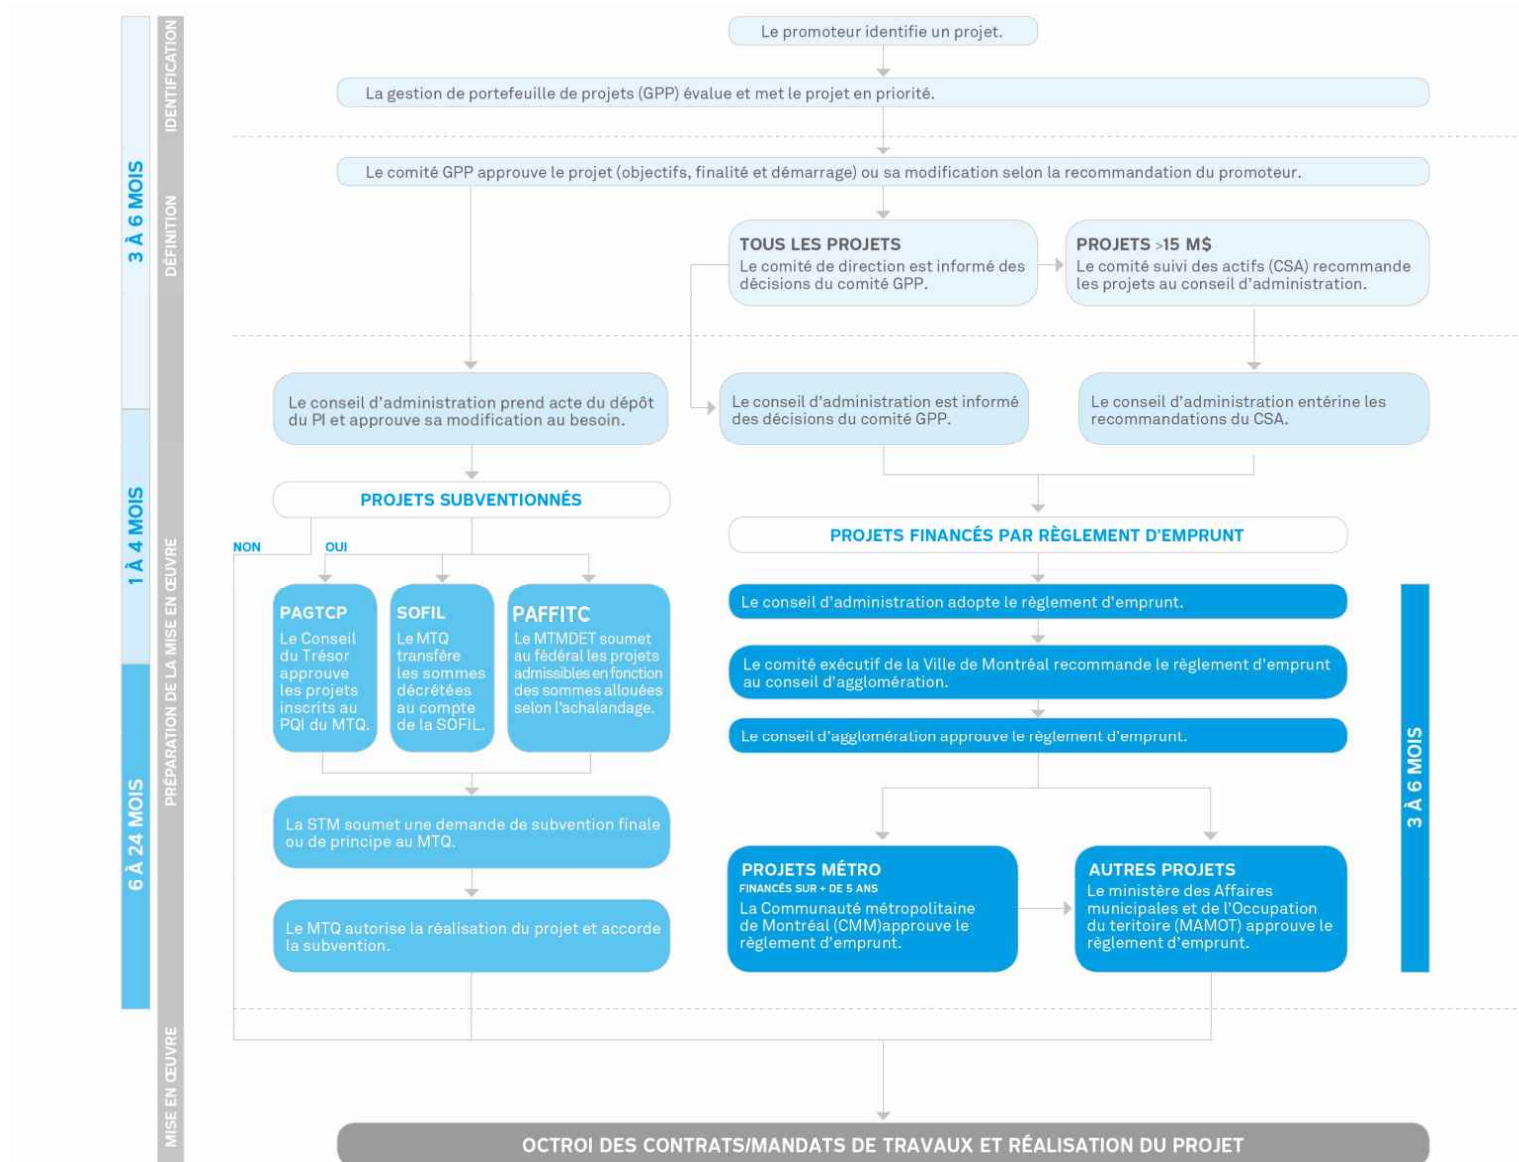 Le promoteur identifie un projet.
La gestion de portefeuille de projets (GPP) évalue et met le projet en priorité.
IDENTIFICATION
Le comité GPP approuve le projet (objectifs, finalité et démarrage) ou sa modification selon la recommandation du promoteur.
3 À 6 MOIS
DÉFINITION
TOUS LES PROJETS
Le comité de direction est informé des
décisions du comité GPP.
PROJETS >15 M$
Le comité suivi des actifs (CSA) recommande
les projets au conseil d'administration.
Le conseil d'administration prend acte du dépôt
du PI et approuve sa modification au besoin.
Le conseil d'administration est informé
des décisions du comité GPP.
Le conseil d'administration entérine les
recommandations du CSA.
1 À 4 MOIS
PRÉPARATION DE LA MISE EN ŒUVRE
PROJETS SUBVENTIONNÉS
NON
OUI
PAGTCP
Le Conseil
du Trésor
approuve
les projets
inscrits au
PQI du MTQ.
SOFIL
Le MTQ
transfère
les sommes
décrétées
au compte
de la SOFIL.
PAFFITC
Le MTMDET soumet
au fédéral les projets
admissibles en fonction
des sommes allouées
selon l'achalandage.
PROJETS FINANCÉS PAR RÈGLEMENT D'EMPRUNT
Le conseil d'administration adopte le règlement d'emprunt.
Le comité exécutif de la Ville de Montréal recommande le règlement d'emprunt
au conseil d'agglomération.
Le conseil d'agglomération approuve le règlement d'emprunt.
6 À 24 MOIS
La STM soumet une demande de subvention finale
ou de principe au MTQ.
Le MTQ autorise la réalisation du projet et accorde
la subvention.
PROJETS MÉTRO
FINANCÉS SUR + DE 5 ANS
La Communauté métropolitaine
de Montréal (CMM)approuve le
règlement d'emprunt.
AUTRES PROJETS
Le ministère des Affaires
municipales et de l'Occupation
du teritoire (MAMOT) approuve le
règlement d'emprunt.
3 À 6 MOIS
MISE EN ŒUVRE
OCTROI DES CONTRATS/MANDATS DE TRAVAUX ET RÉALISATION DU PROJET